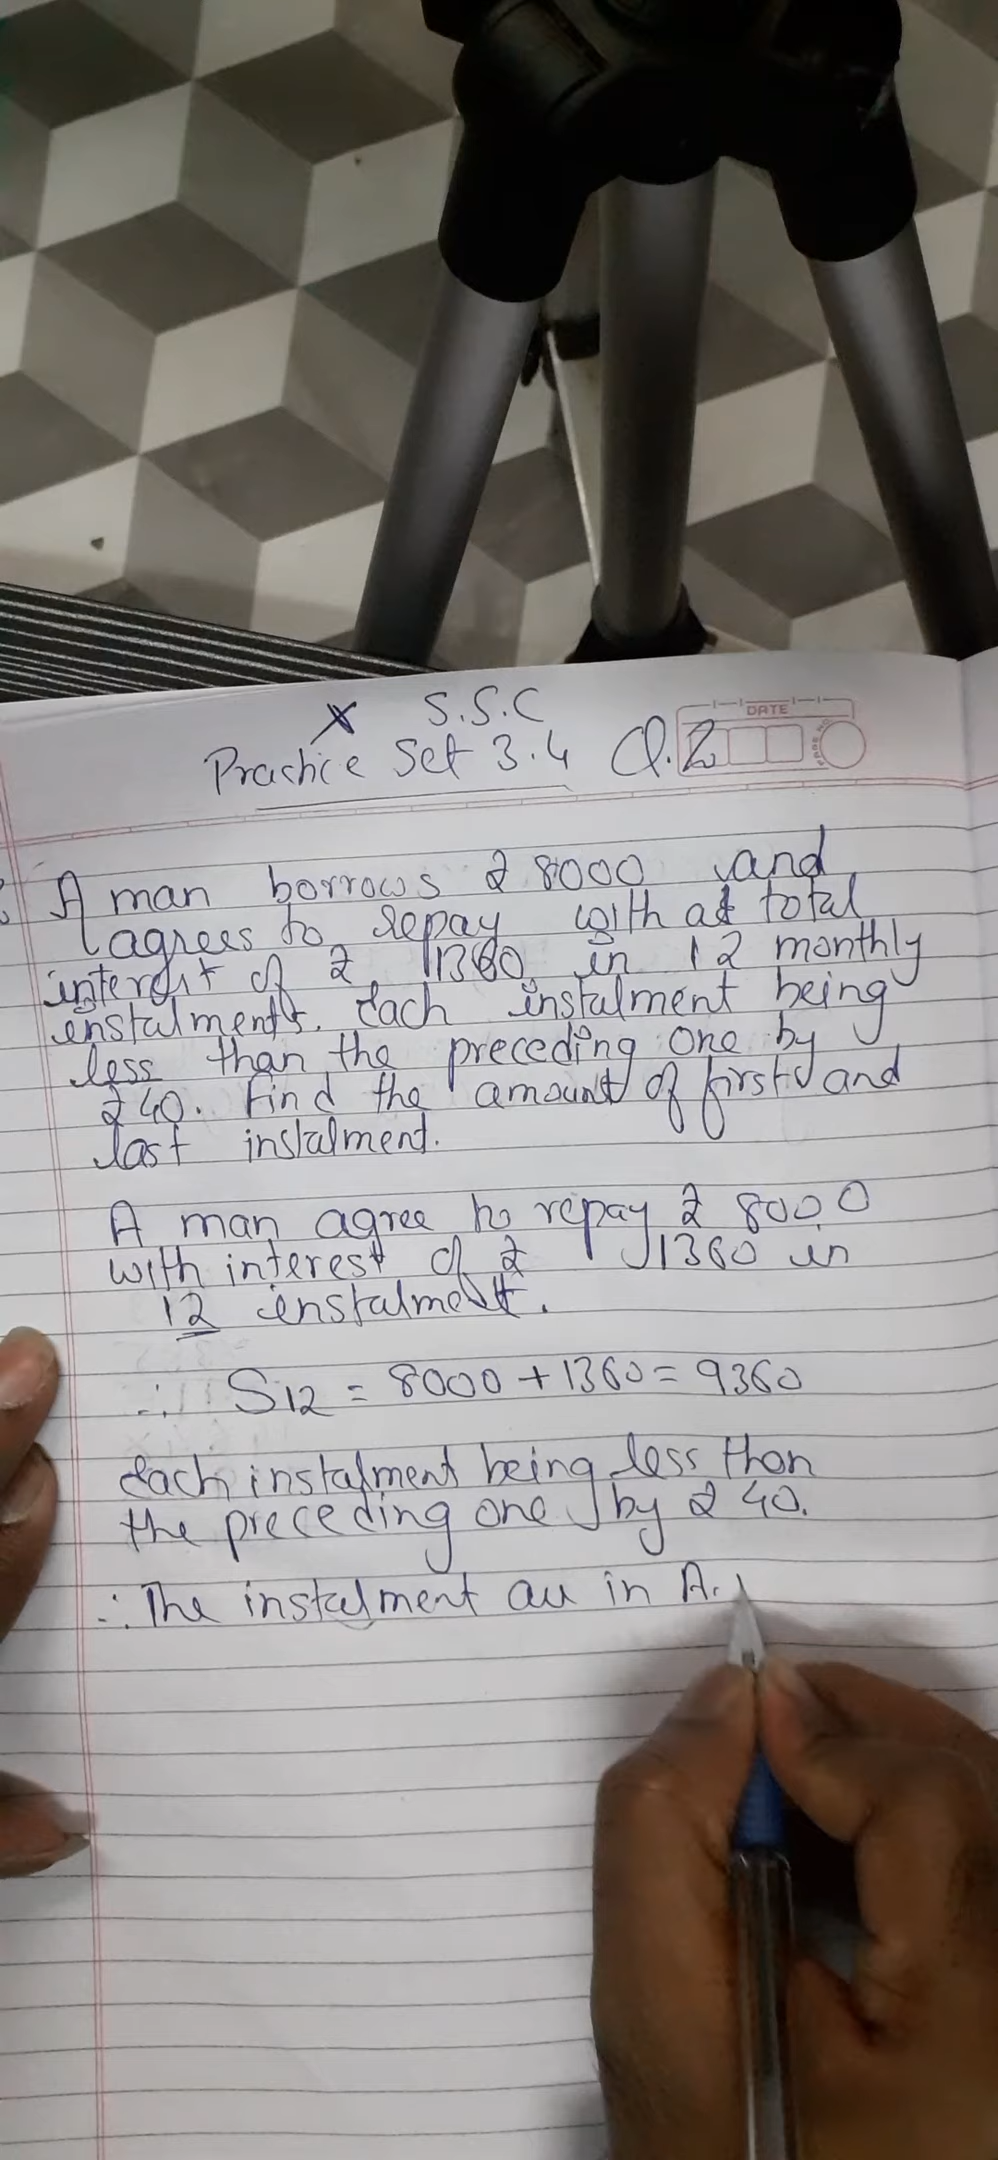 X S.S.C
Practice Set 3.4 Q.2
DATE
A man borrows ₹ 8000 and
agrees to repay with at total
interest of ₹ 1360 in 12 monthly
instalments. Each instalment being
less than the preceding one by
₹ 40. Find the amount of first and
last instalment.
A man agree to repay ₹ 8000
with interest of ₹ 1360 in
12 instalment.
∴ S12 = 8000 + 1360 = 9360
Each instalment being less than
the preceding one by ₹ 40.
∴ The instalment are in A.